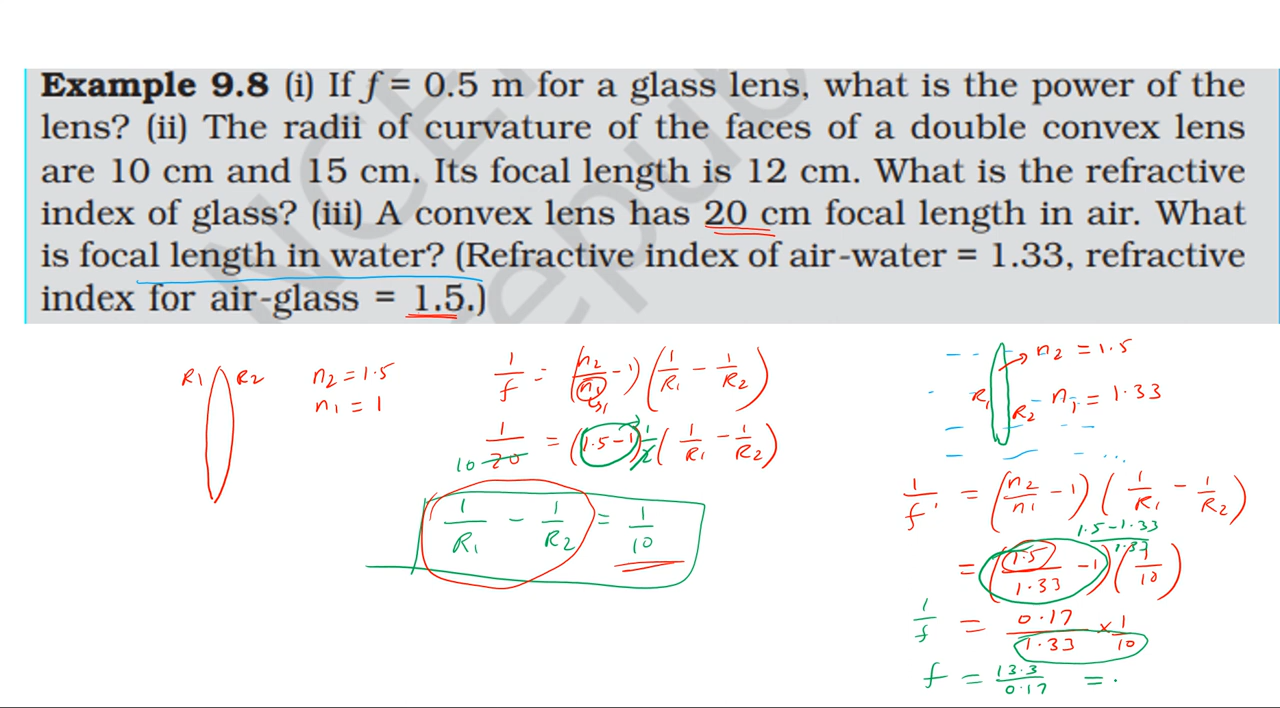 Example 9.8 (i) If f = 0.5 m for a glass lens, what is the power of the
lens? (ii) The radii of curvature of the faces of a double convex lens
are 10 cm and 15 cm. Its focal length is 12 cm. What is the refractive
index of glass? (iii) A convex lens has 20 cm focal length in air. What
is focal length in water? (Refractive index of air-water = 1.33, refractive
index for air-glass = 1.5.)
R1 R2
n2 = 1.5
n1 = 1
1/f = (n2/n1 - 1) (1/R1 - 1/R2)
1
10 1/20 = (1.5 - 1) 1/2 (1/R1 - 1/R2)
1/R1 - 1/R2 = 1/10
n2 = 1.5
R1 R2 n1 = 1.33
1/f' = (n2/n1 - 1) (1/R1 - 1/R2)
1.5 - 1.33/1.33
= (1.5/1.33 - 1) (1/10)
1/f = 0.17/1.33 × 1/10
f = 13.3/0.17 = .